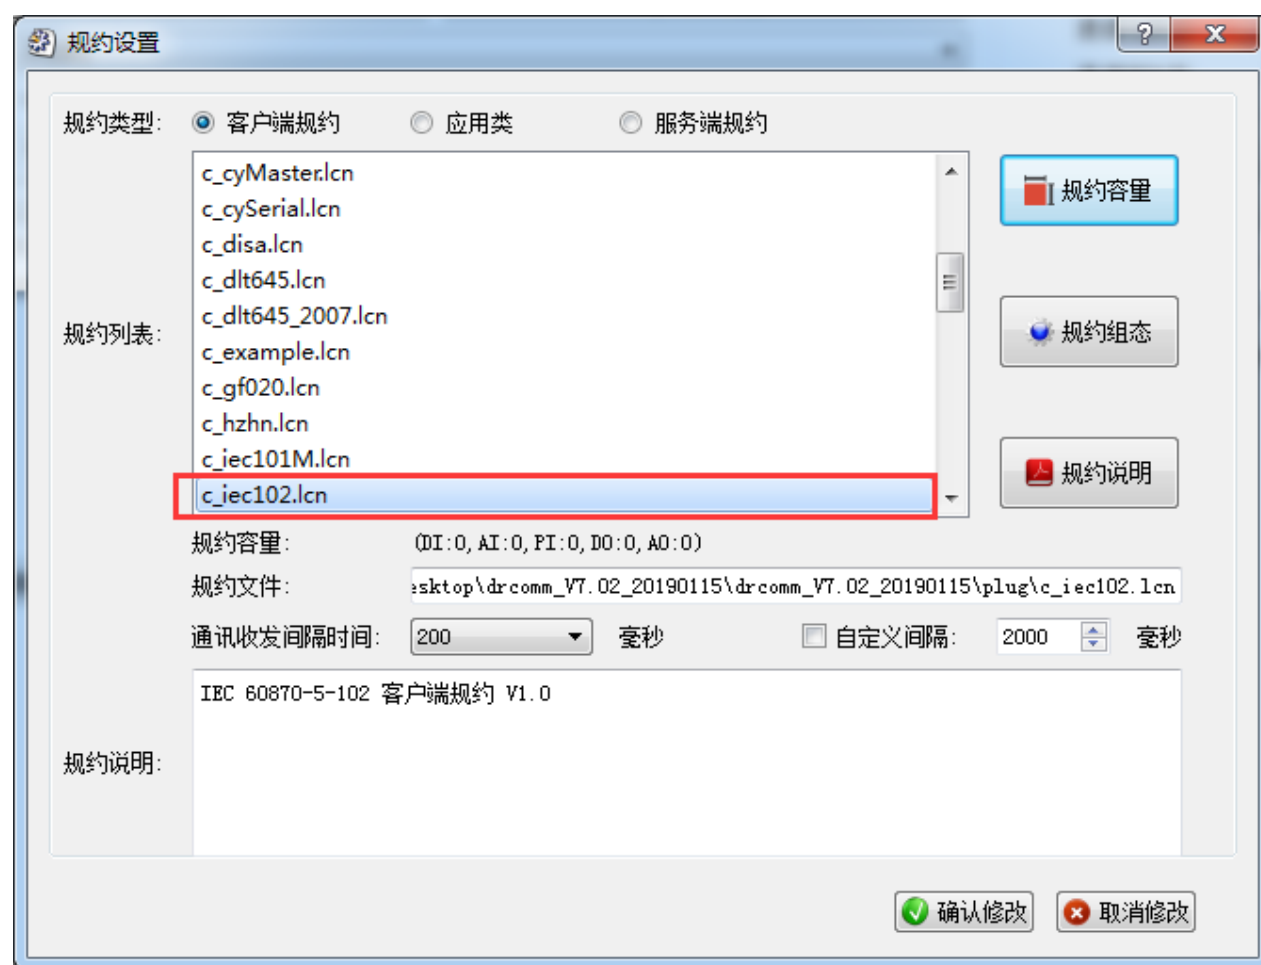 规约设置
规约类型: 客户端规约 应用类 服务端规约
c_cyMaster.lcn
c_cySerial.lcn
c_disa.lcn
c_dlt645.lcn
c_dlt645_2007.lcn
c_example.lcn
c_gf020.lcn
c_hzhn.lcn
c_iec101M.lcn
c_iec102.lcn
规约列表:
规约容量
规约组态
规约说明
规约容量: (DI:0,AI:0,PI:0,DO:0,AO:0)
规约文件: esktop\drcomm_V7.02_20190115\drcomm_V7.02_20190115\plug\c_iec102.lcn
通讯收发间隔时间: 200 毫秒 自定义间隔: 2000 毫秒
规约说明:
IEC 60870-5-102 客户端规约 V1.0
确认修改 取消修改